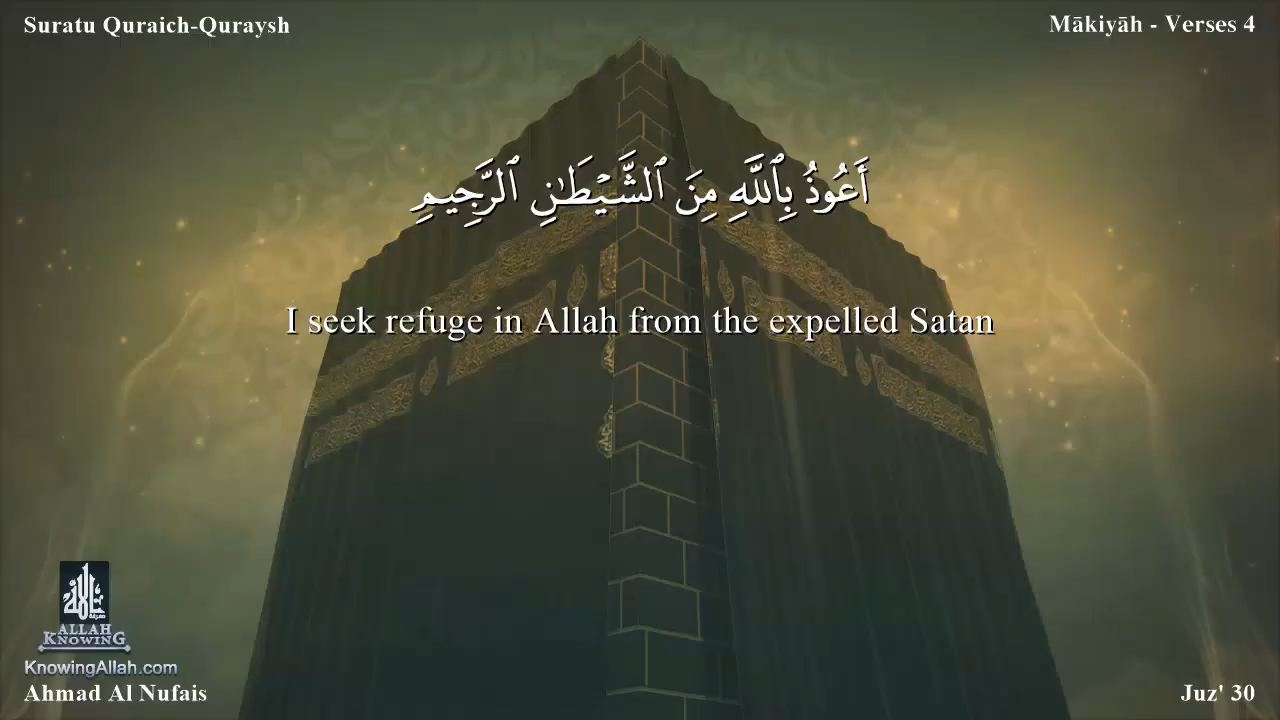 Suratu Quraich-Quraysh
Mākiyāh - Verses 4
أَعُوذُ بِٱللَّهِ مِنَ ٱلشَّيْطَٰنِ ٱلرَّجِيمِ
I seek refuge in Allah from the expelled Satan
ALLAH
KNOWING
KnowingAllah.com
Ahmad Al Nufais
Juz' 30